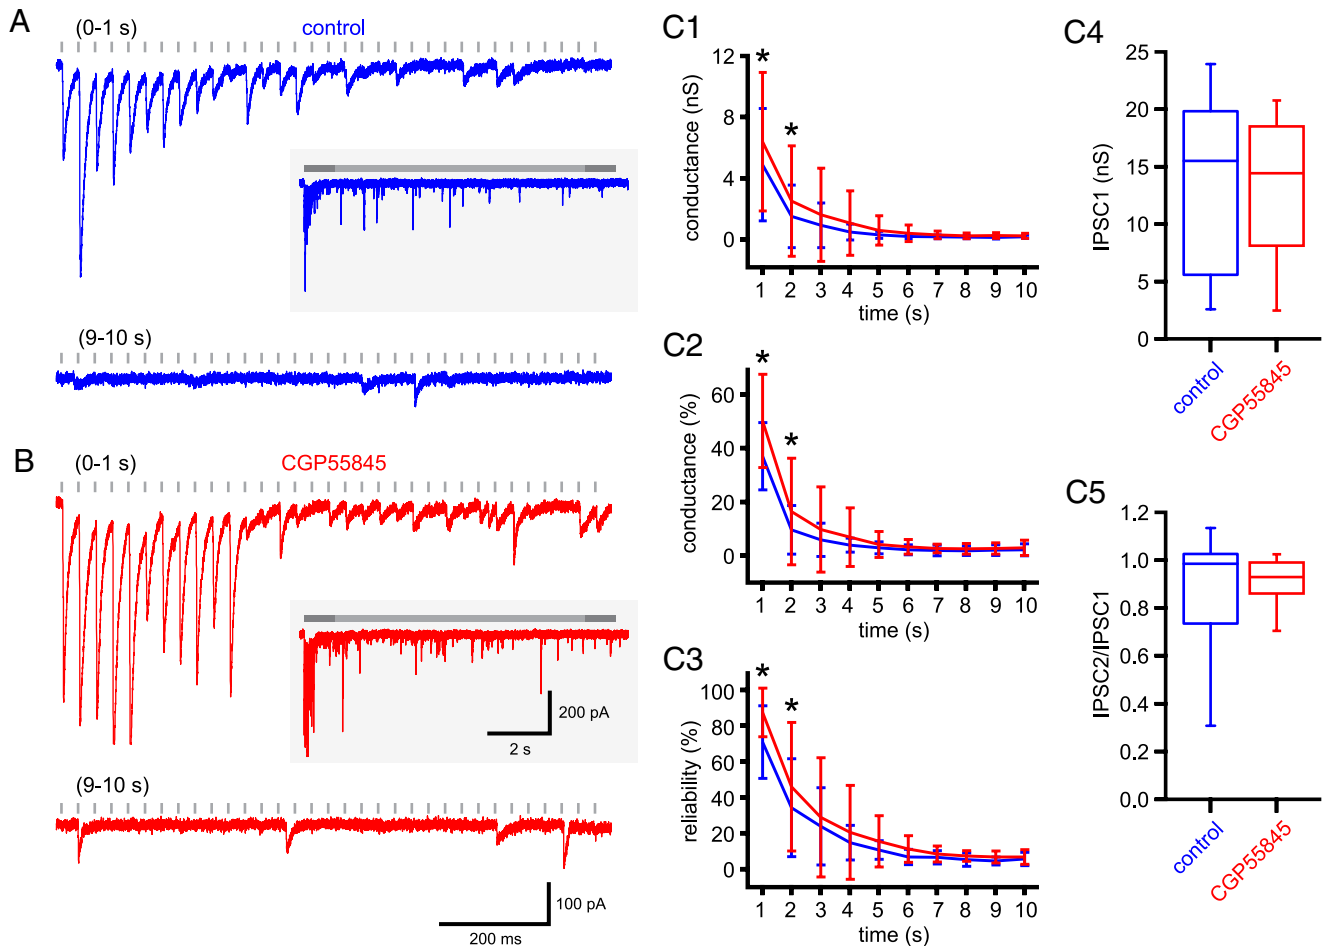 A
(0-1 s)
control
(9-10 s)
B
(0-1 s)
CGP55845
200 pA
2 s
(9-10 s)
100 pA
200 ms
C1
conductance (nS)
12
8
4
0
1 2 3 4 5 6 7 8 9 10
time (s)
* *
C2
conductance (%)
60
40
20
0
1 2 3 4 5 6 7 8 9 10
time (s)
* *
C3
reliability (%)
100
80
60
40
20
0
1 2 3 4 5 6 7 8 9 10
time (s)
* *
C4
IPSC1 (nS)
25
20
15
10
5
0
control
CGP55845
C5
IPSC2/IPSC1
1.2
1.0
0.8
0.6
0.4
0.2
0.0
control
CGP55845